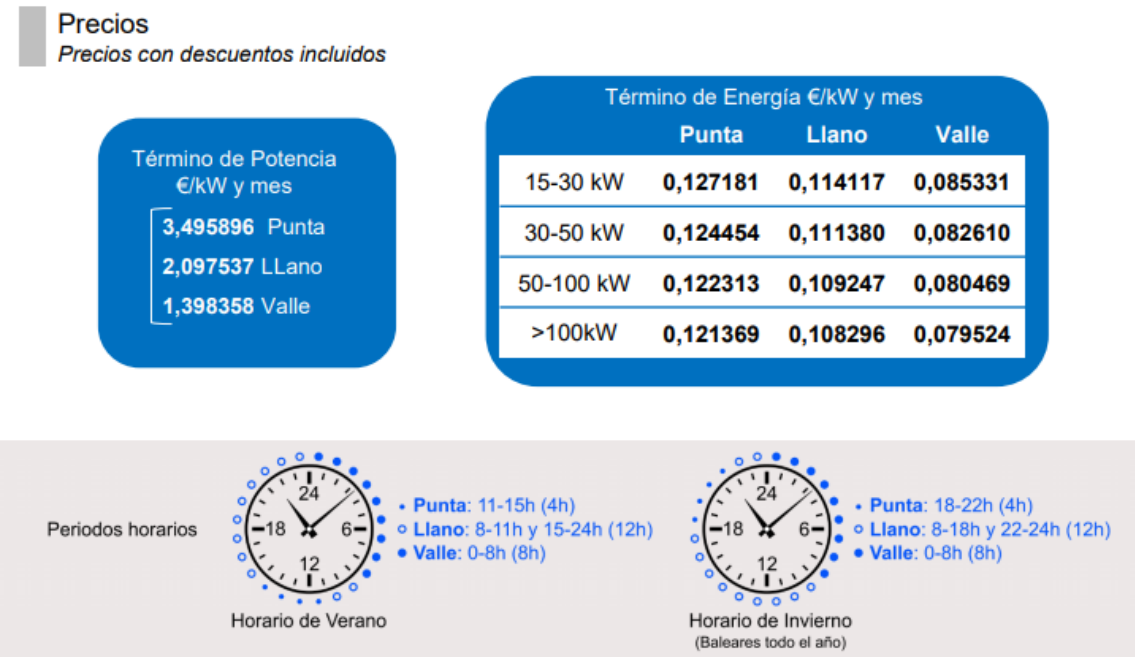 Precios
Precios con descuentos incluidos
Término de Potencia
€/kW y mes
3,495896 Punta
2,097537 LLano
1,398358 Valle
Término de Energía €/kW y mes
Punta Llano Valle
15-30 kW 0,127181 0,114117 0,085331
30-50 kW 0,124454 0,111380 0,082610
50-100 kW 0,122313 0,109247 0,080469
>100kW 0,121369 0,108296 0,079524
Periodos horarios
24
18 6
12
• Punta: 11-15h (4h)
○ Llano: 8-11h y 15-24h (12h)
● Valle: 0-8h (8h)
Horario de Verano
24
18 6
12
• Punta: 18-22h (4h)
○ Llano: 8-18h y 22-24h (12h)
● Valle: 0-8h (8h)
Horario de Invierno
(Baleares todo el año)